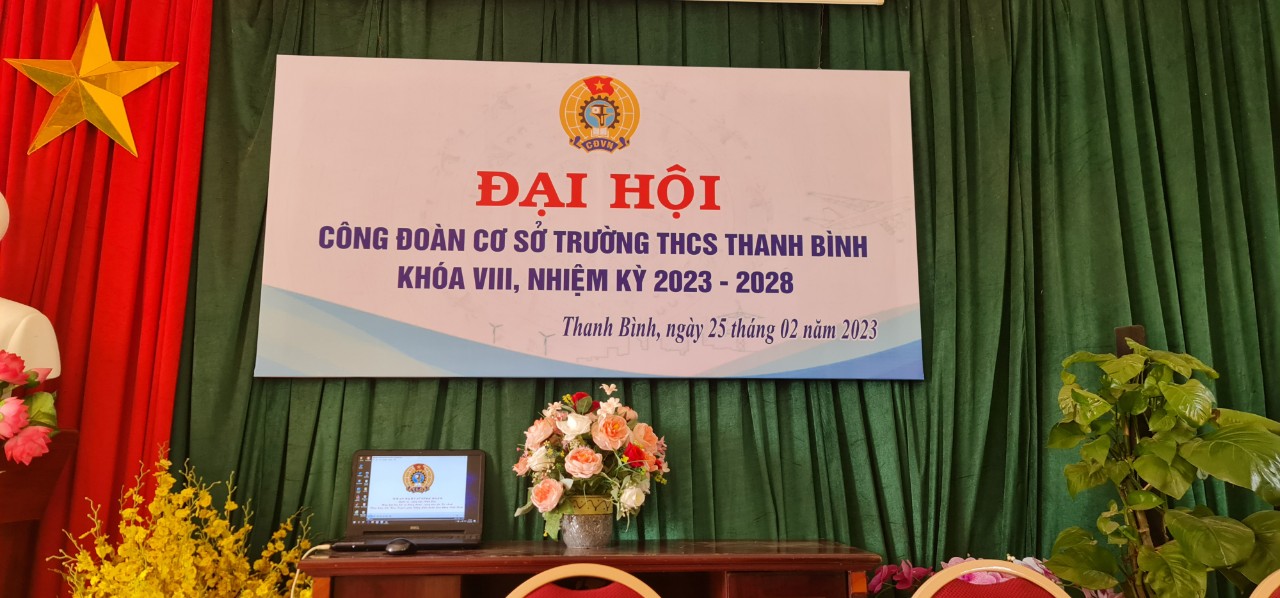 CĐVN
ĐẠI HỘI
CÔNG ĐOÀN CƠ SỞ TRƯỜNG THCS THANH BÌNH
KHÓA VIII, NHIỆM KỲ 2023 - 2028
Thanh Bình, ngày 25 tháng 02 năm 2023
DELL